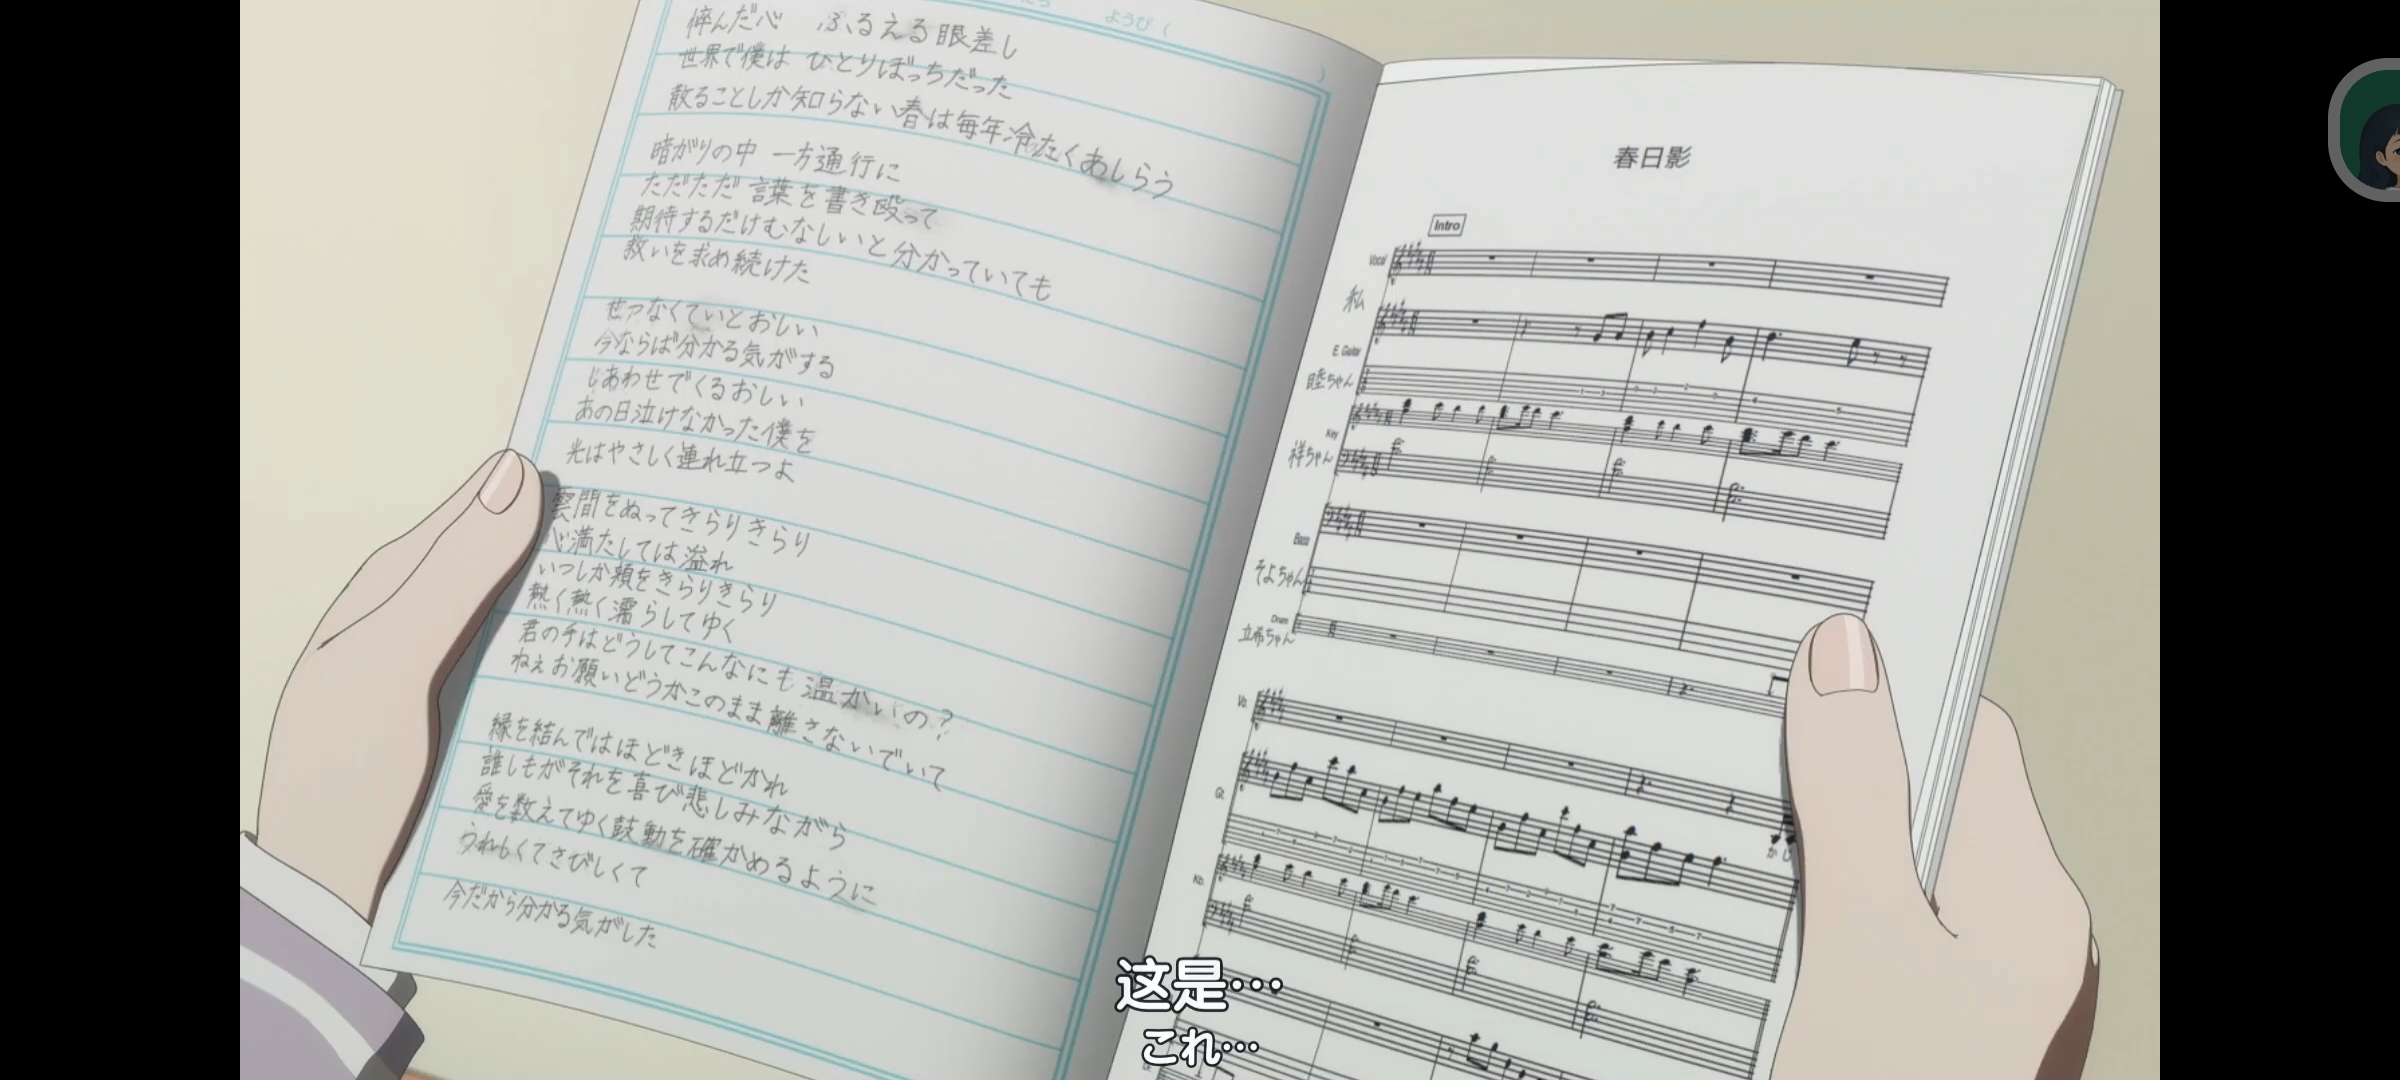 ようび(
)
悴んだ心 ふるえる眼差し
世界で僕は ひとりぼっちだった
散ることしか知らない春は毎年冷たくあしらう
暗がりの中 一方通行に
ただただ 言葉を書き殴って
期待するだけむなしいと分かっていても
救いを求め続けた
せつなくていとおしい
今ならば分かる気がする
しあわせでくるおしい
あの日泣けなかった僕を
光はやさしく連れ立つよ
雲間をぬってきらりきらり
心満たしては溢れ
いつしか頬をきらりきらり
熱く熱く濡らしてゆく
君の手はどうしてこんなにも温かいの?
ねぇお願いどうかこのまま離さないでいて
縁を結んではほどきほどかれ
誰しもがそれを喜び悲しみながら
愛を数えてゆく鼓動を確かめるように
うれしくてさびしくて
今だから分かる気がした
春日影
Intro
Vocal
私
E. Guitar
睦ちゃん
Key
祥ちゃん
Bass
そよちゃん
Drum
立希ちゃん
Vo.
Gt.
かじ
Kb.
这是…
これ…